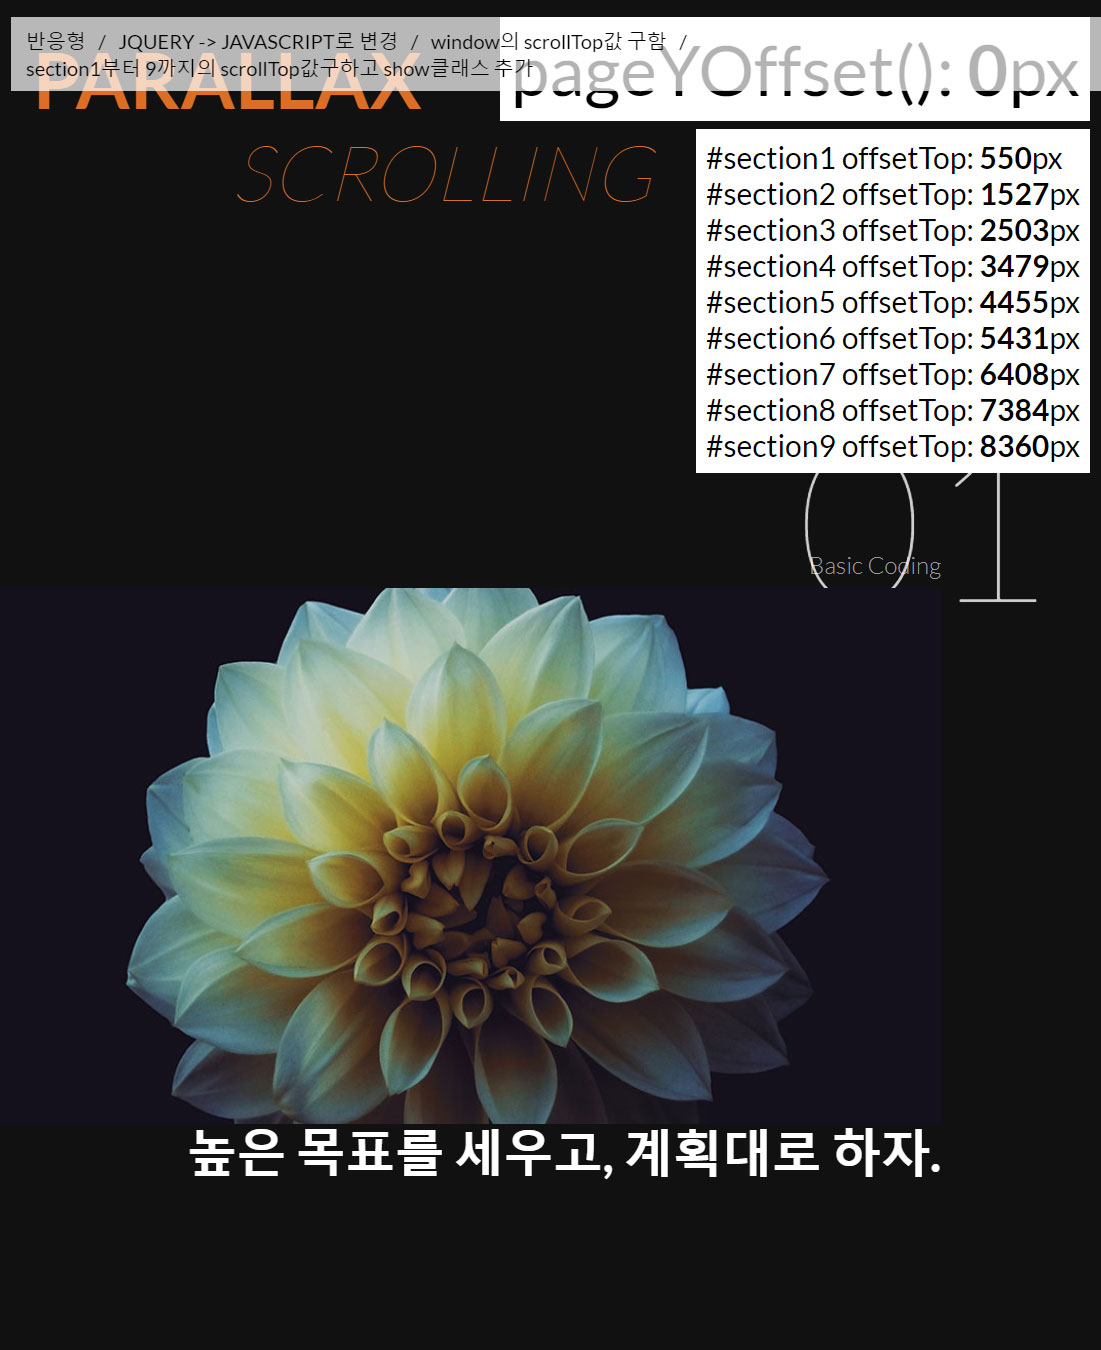 반응형 / JQUERY -> JAVASCRIPT로 변경 / window의 scrollTop값 구함 /
section1부터 9까지의 scrollTop값구하고 show클래스 추가
PARALLAX
SCROLLING
pageYOffset(): 0px
#section1 offsetTop: 550px
#section2 offsetTop: 1527px
#section3 offsetTop: 2503px
#section4 offsetTop: 3479px
#section5 offsetTop: 4455px
#section6 offsetTop: 5431px
#section7 offsetTop: 6408px
#section8 offsetTop: 7384px
#section9 offsetTop: 8360px
01
Basic Coding
높은 목표를 세우고, 계획대로 하자.